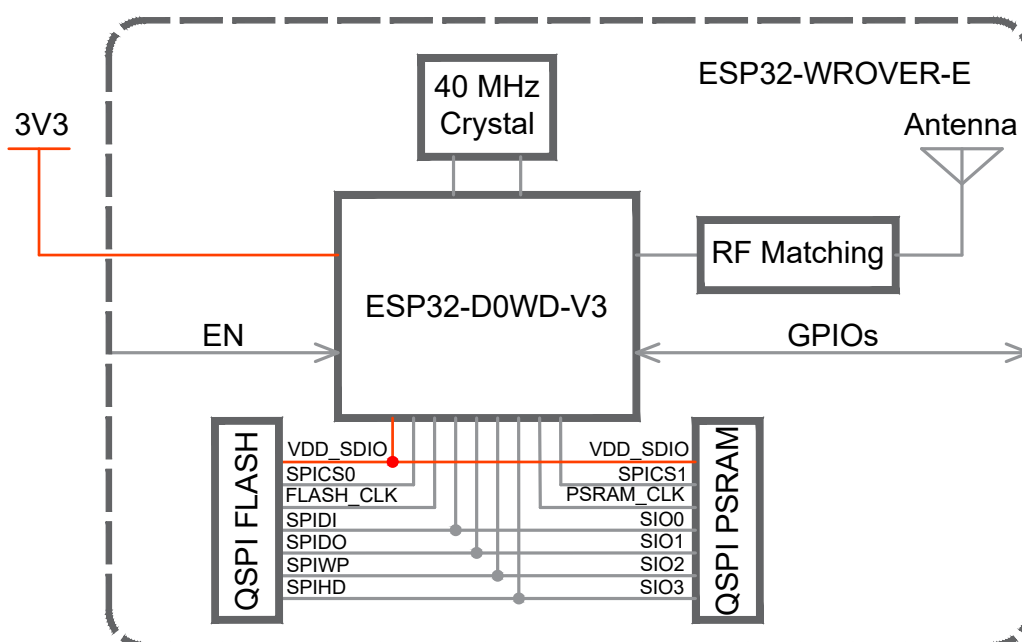 ESP32-WROVER-E
40 MHz
Crystal
3V3
Antenna
RF Matching
ESP32-D0WD-V3
EN
GPIOs
QSPI FLASH
VDD_SDIO
SPICS0
FLASH_CLK
SPIDI
SPIDO
SPIWP
SPIHD
VDD_SDIO
SPICS1
PSRAM_CLK
SIO0
SIO1
SIO2
SIO3
QSPI PSRAM